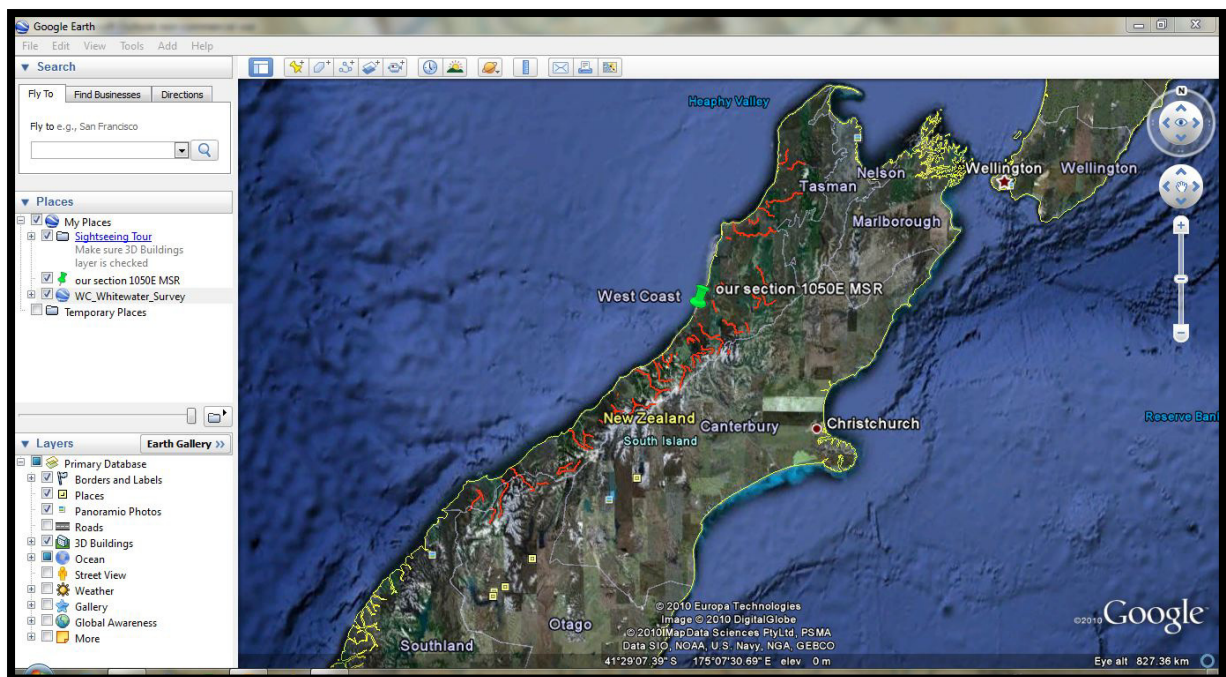 Google Earth
File Edit View Tools Add Help
Search
Fly To Find Businesses Directions
Fly to e.g., San Francisco
Places
My Places
Sightseeing Tour
Make sure 3D Buildings
layer is checked
our section 1050E MSR
WC_Whitewater_Survey
Temporary Places
Layers Earth Gallery >>
Primary Database
Borders and Labels
Places
Panoramio Photos
Roads
3D Buildings
Ocean
Street View
Weather
Gallery
Global Awareness
More
Heaphy Valley
N
Nelson
Wellington Wellington
Tasman
Marlborough
West Coast our section 1050E MSR
New Zealand
Canterbury Christchurch
South Island
Reserve Ban
Otago
Southland
© 2010 Europa Technologies
Image © 2010 DigitalGlobe
© 2010 MapData Sciences PtyLtd, PSMA
Data SIO, NOAA, U.S. Navy, NGA, GEBCO
©2010 Google
41°29'07.39" S 175°07'30.69" E elev 0 m
Eye alt 827.36 km